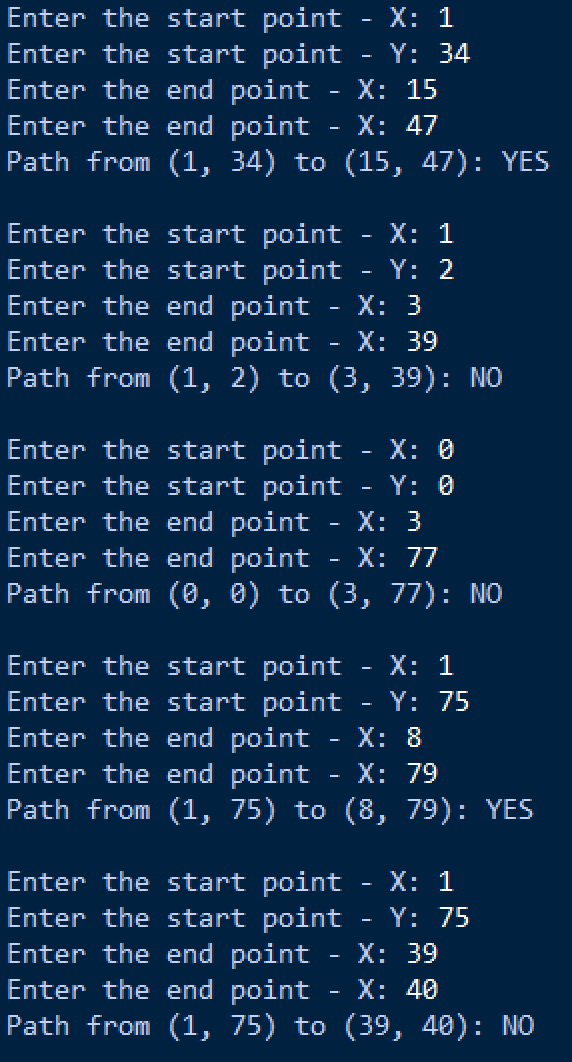 Enter the start point - X: 1
Enter the start point - Y: 34
Enter the end point - X: 15
Enter the end point - X: 47
Path from (1, 34) to (15, 47): YES
Enter the start point - X: 1
Enter the start point - Y: 2
Enter the end point - X: 3
Enter the end point - X: 39
Path from (1, 2) to (3, 39): NO
Enter the start point - X: 0
Enter the start point - Y: 0
Enter the end point - X: 3
Enter the end point - X: 77
Path from (0, 0) to (3, 77): NO
Enter the start point - X: 1
Enter the start point - Y: 75
Enter the end point - X: 8
Enter the end point - X: 79
Path from (1, 75) to (8, 79): YES
Enter the start point - X: 1
Enter the start point - Y: 75
Enter the end point - X: 39
Enter the end point - X: 40
Path from (1, 75) to (39, 40): NO